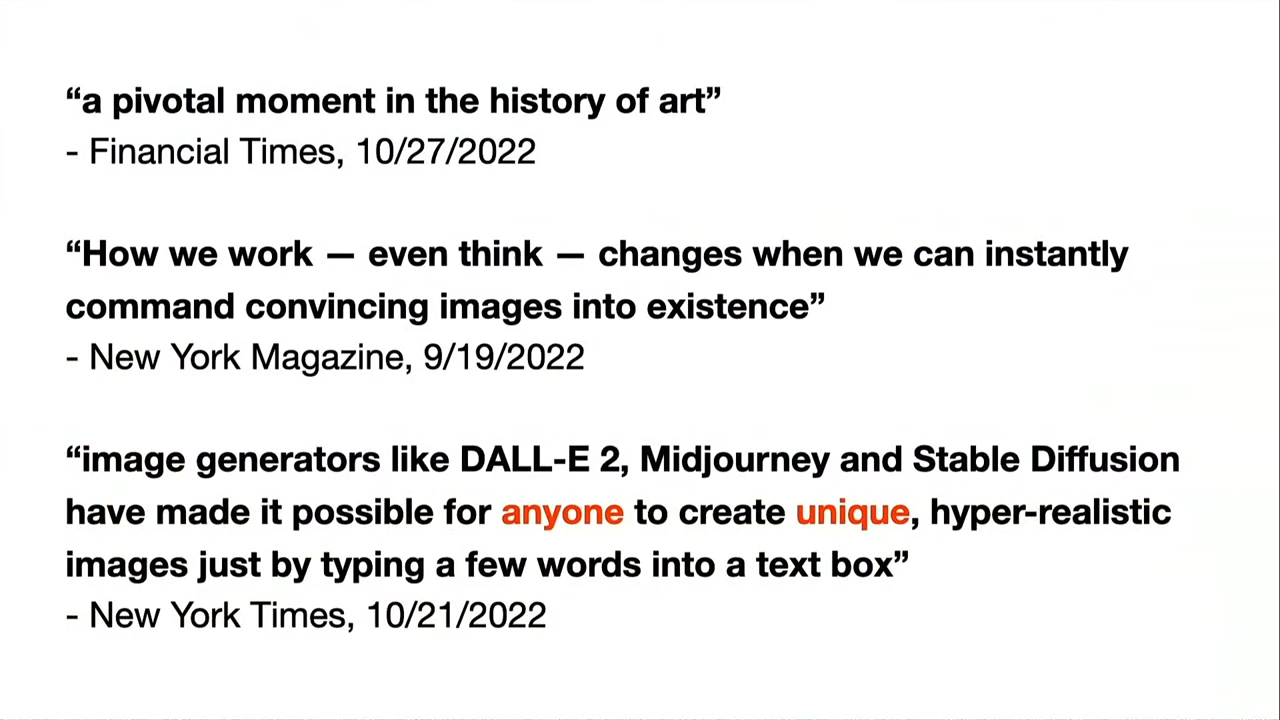 “a pivotal moment in the history of art”
- Financial Times, 10/27/2022
“How we work — even think — changes when we can instantly
command convincing images into existence”
- New York Magazine, 9/19/2022
“image generators like DALL-E 2, Midjourney and Stable Diffusion
have made it possible for anyone to create unique, hyper-realistic
images just by typing a few words into a text box”
- New York Times, 10/21/2022